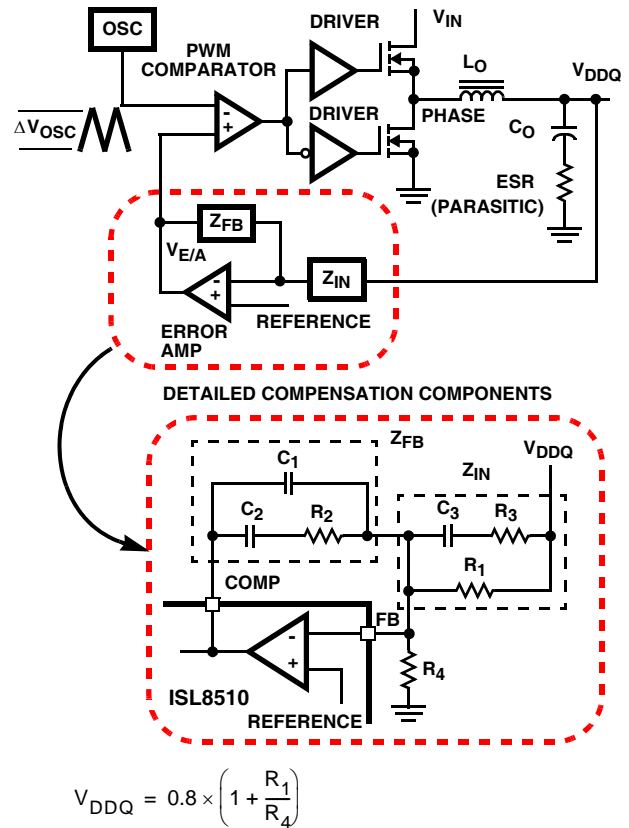 OSC
PWM
COMPARATOR
DRIVER
V_IN
L_O
V_DDQ
ΔV_OSC
-
+
DRIVER
PHASE
C_O
ESR
(PARASITIC)
Z_FB
V_E/A
-
+
Z_IN
REFERENCE
ERROR
AMP
DETAILED COMPENSATION COMPONENTS
Z_FB
V_DDQ
C_1
Z_IN
C_2
R_2
C_3
R_3
R_1
COMP
FB
-
+
R_4
ISL8510
REFERENCE
V_DDQ = 0.8 × (1 + R_1/R_4)